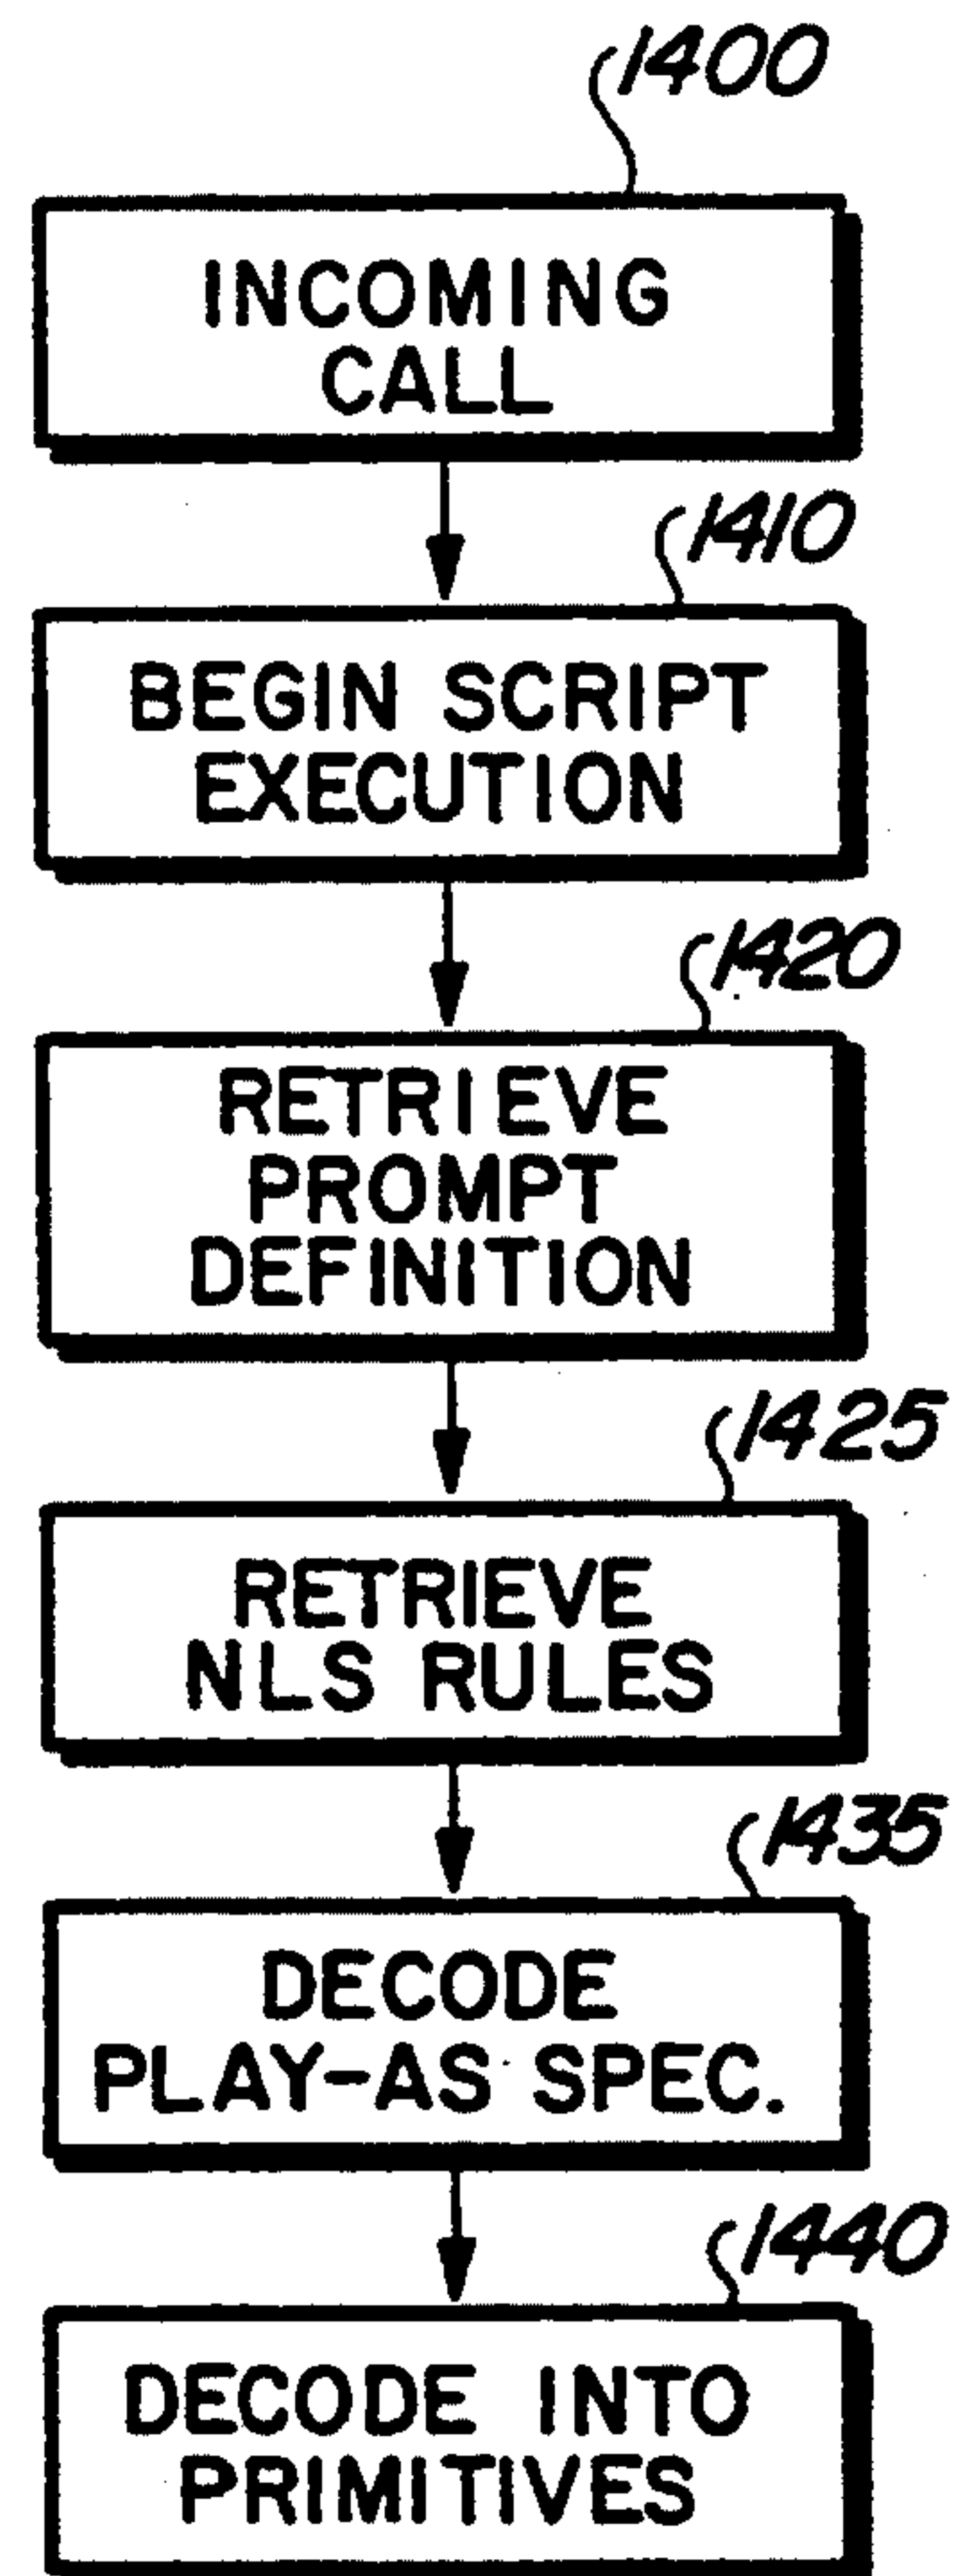 1400
INCOMING
CALL
1410
BEGIN SCRIPT
EXECUTION
1420
RETRIEVE
PROMPT
DEFINITION
1425
RETRIEVE
NLS RULES
1435
DECODE
PLAY-AS SPEC.
1440
DECODE INTO
PRIMITIVES